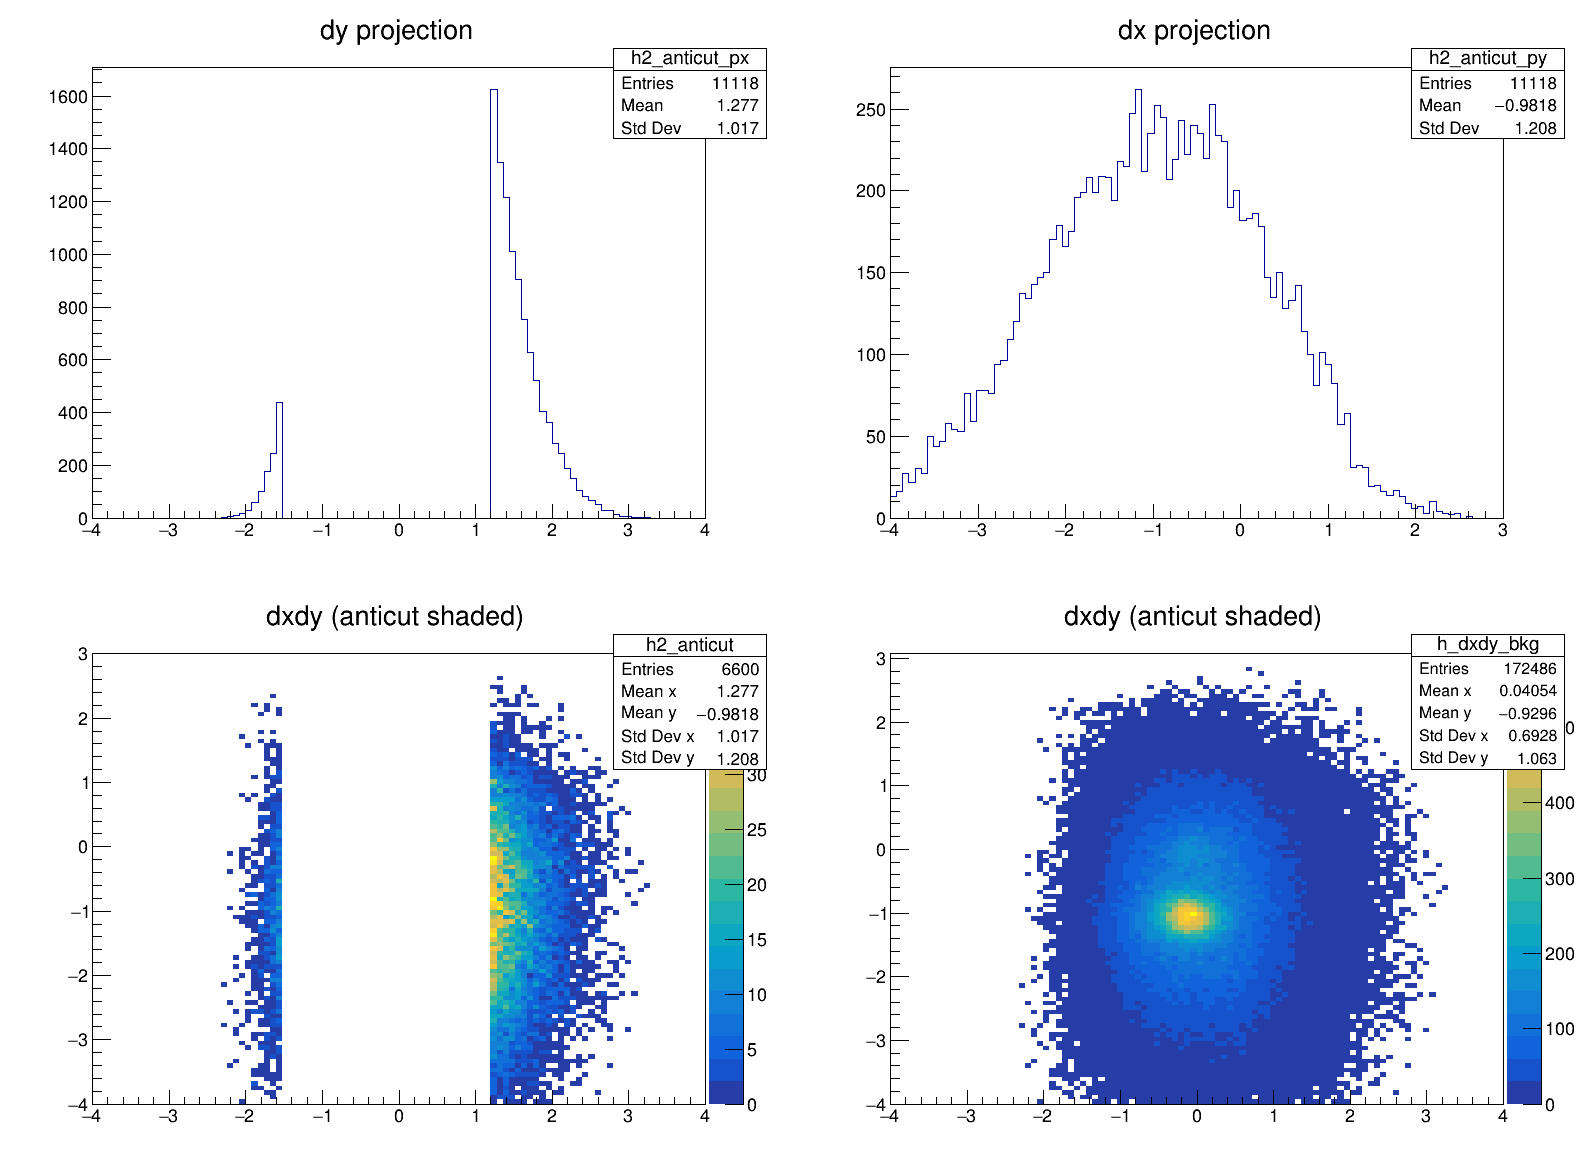 dy projection
h2_anticut_px
Entries 11118
Mean 1.277
Std Dev 1.017
1600
1400
1200
1000
800
600
400
200
0
−4 −3 −2 −1 0 1 2 3 4
dx projection
h2_anticut_py
Entries 11118
Mean −0.9818
Std Dev 1.208
250
200
150
100
50
0
−4 −3 −2 −1 0 1 2 3
dxdy (anticut shaded)
h2_anticut
Entries 6600
Mean x 1.277
Mean y −0.9818
Std Dev x 1.017
Std Dev y 1.208
3
2
1
0
−1
−2
−3
−4
−4 −3 −2 −1 0 1 2 3 4
30
25
20
15
10
5
0
dxdy (anticut shaded)
h_dxdy_bkg
Entries 172486
Mean x 0.04054
Mean y −0.9296
Std Dev x 0.6928
Std Dev y 1.063
3
2
1
0
−1
−2
−3
−4
−4 −3 −2 −1 0 1 2 3 4
0
400
300
200
100
0